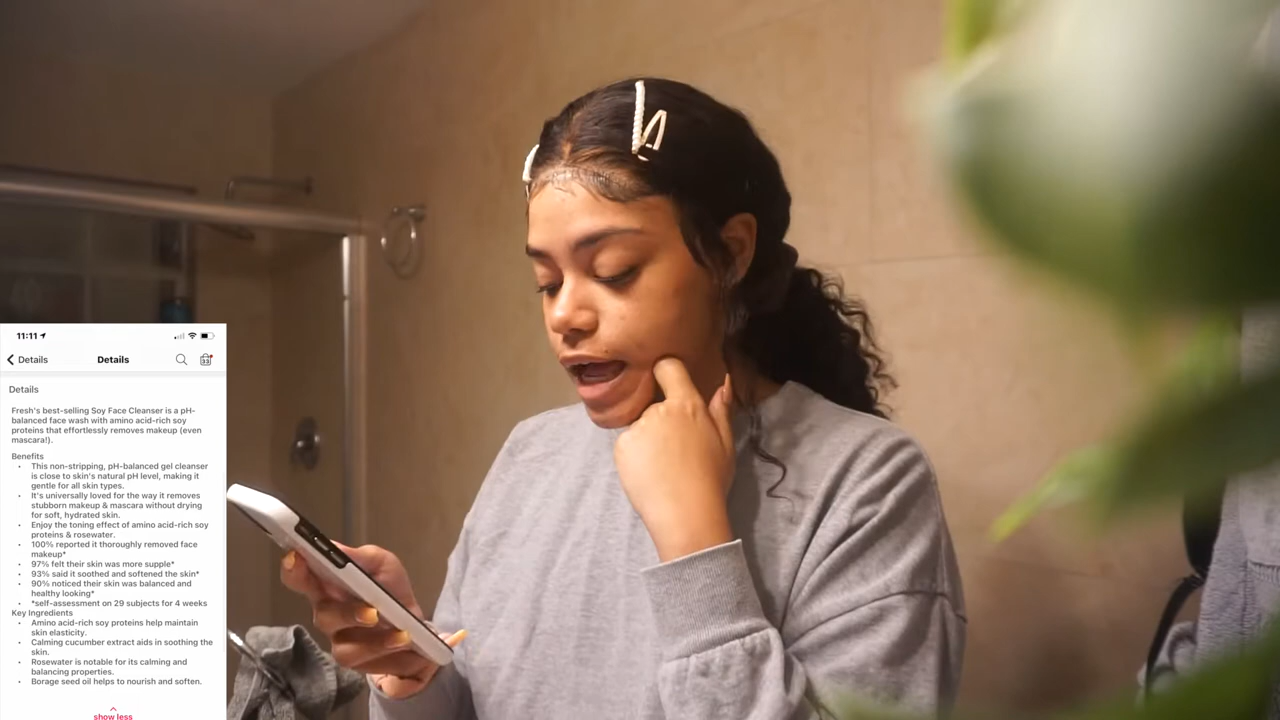 11:11
Details
Details
33
Details
Fresh's best-selling Soy Face Cleanser is a pH-
balanced face wash with amino acid-rich soy
proteins that effortlessly removes makeup (even
mascara!).
Benefits
• This non-stripping, pH-balanced gel cleanser
is close to skin's natural pH level, making it
gentle for all skin types.
• It's universally loved for the way it removes
stubborn makeup & mascara without drying
for soft, hydrated skin.
• Enjoy the toning effect of amino acid-rich soy
proteins & rosewater.
• 100% reported it thoroughly removed face
makeup*
• 97% felt their skin was more supple*
• 93% said it soothed and softened the skin*
• 90% noticed their skin was balanced and
healthy looking*
• *self-assessment on 29 subjects for 4 weeks
Key Ingredients
• Amino acid-rich soy proteins help maintain
skin elasticity.
• Calming cucumber extract aids in soothing the
skin.
• Rosewater is notable for its calming and
balancing properties.
• Borage seed oil helps to nourish and soften.
show less